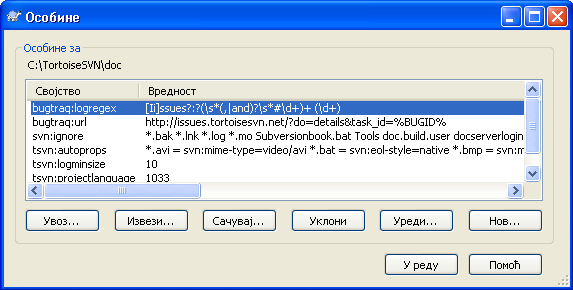 Особине
Особине за
C:\TortoiseSVN\doc
Својство Вредност
bugtraq:logregex [Ii]ssues?:?(\s*(,|and)?\s*#\d+)+ (\d+)
bugtraq:url http://issues.tortoisesvn.net/?do=details&task_id=%BUGID%
svn:ignore *.bak *.lnk *.log *.mo Subversionbook.bat Tools doc.build.user docserverlogin
tsvn:autoprops *.avi = svn:mime-type=video/avi *.bat = svn:eol-style=native *.bmp = svn:m
tsvn:logminsize 10
tsvn:projectlanguage 1033
Увоз... Извези... Сачувај... Уклони Уреди... Нов...
У реду Помоћ